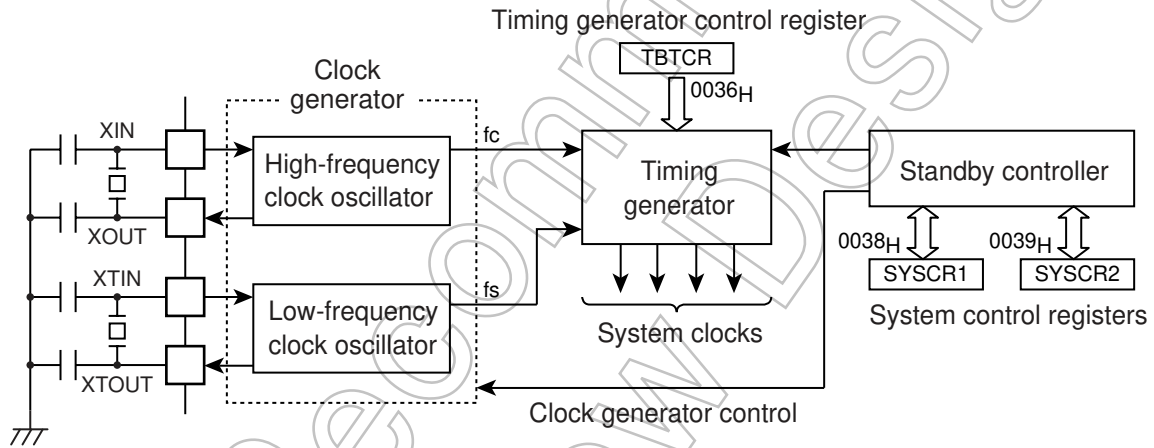 Timing generator control register
TBTCR
0036H
Clock
generator
XIN
High-frequency
clock oscillator
fc
Timing
generator
Standby controller
XOUT
0038H
0039H
SYSCR1
SYSCR2
XTIN
Low-frequency
clock oscillator
fs
System clocks
System control registers
XTOUT
Clock generator control